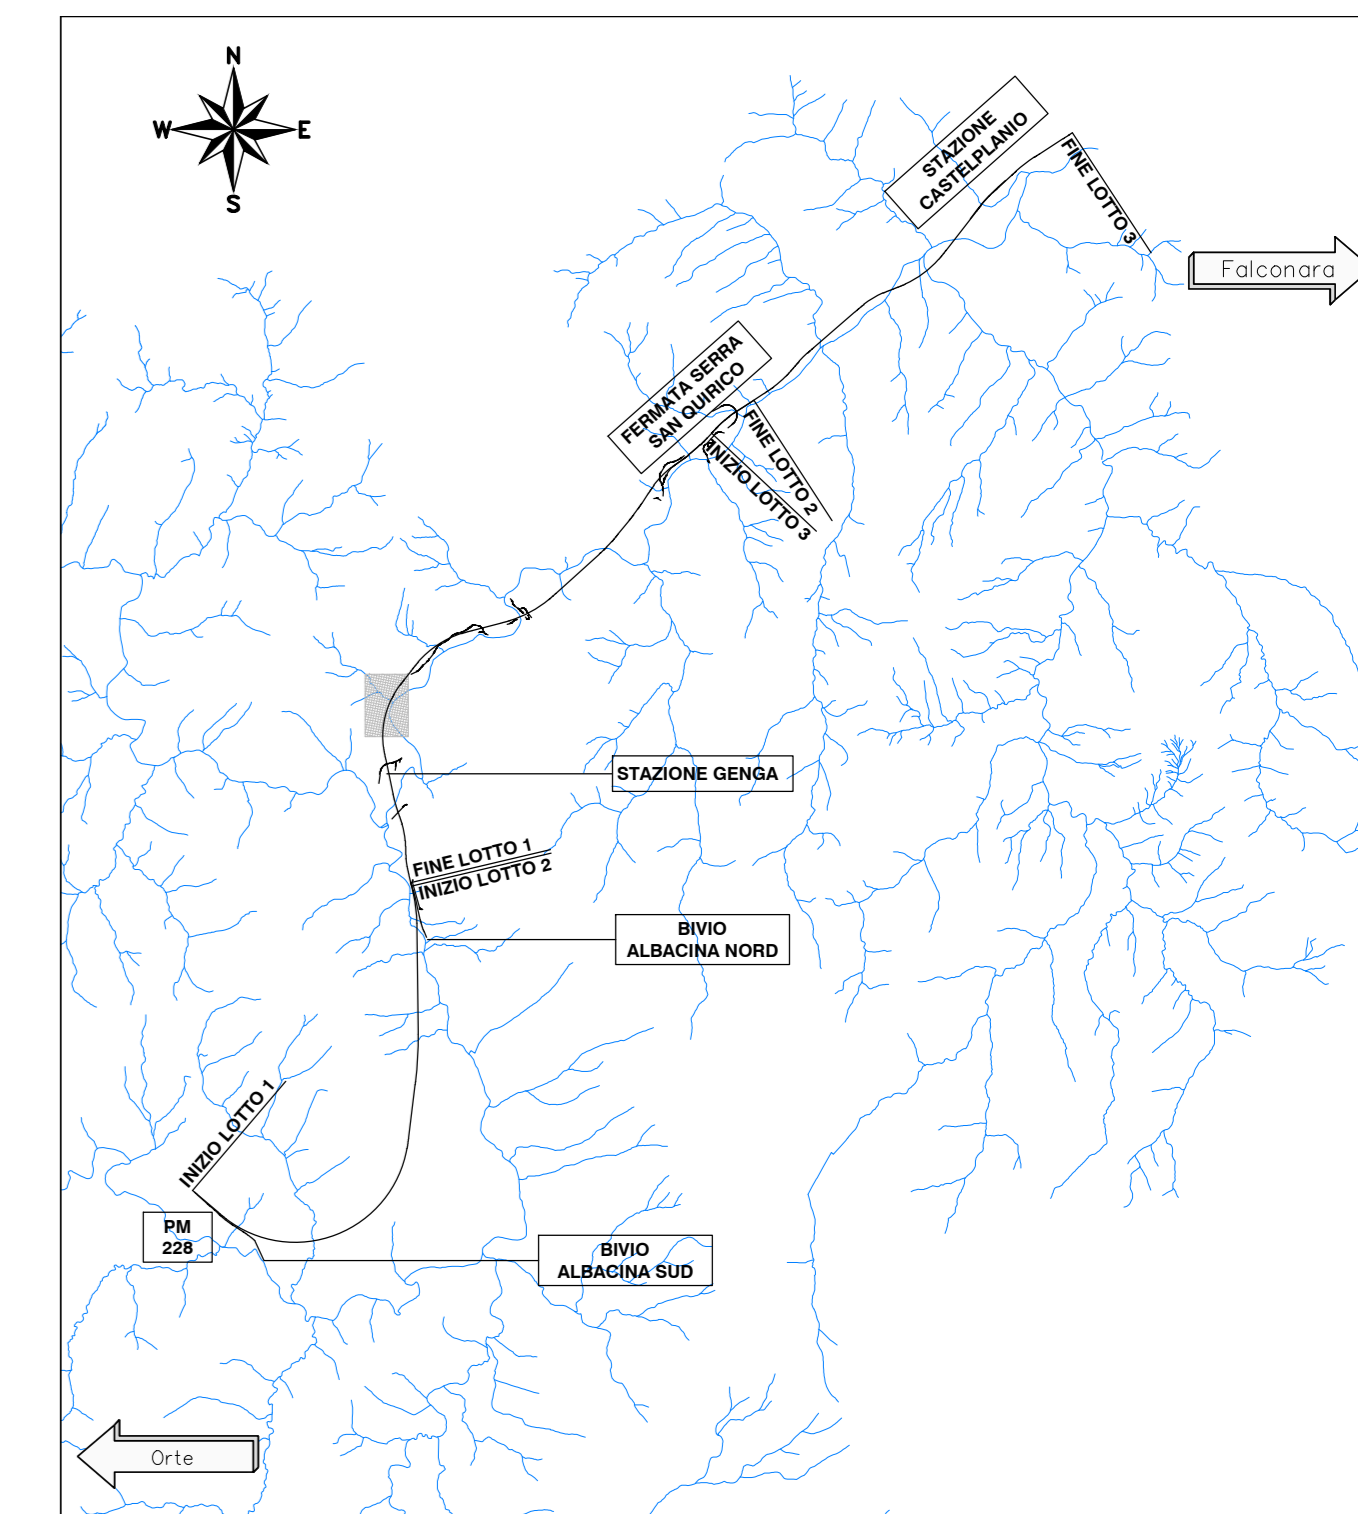 N
W
E
S
STAZIONE
CASTELPLANIO
FINE LOTTO 3
Falconara
FERMATA SERRA
SAN QUIRICO
FINE LOTTO 2
INIZIO LOTTO 3
STAZIONE GENGA
FINE LOTTO 1
INIZIO LOTTO 2
BIVIO
ALBACINA NORD
INIZIO LOTTO 1
PM
228
BIVIO
ALBACINA SUD
Orte